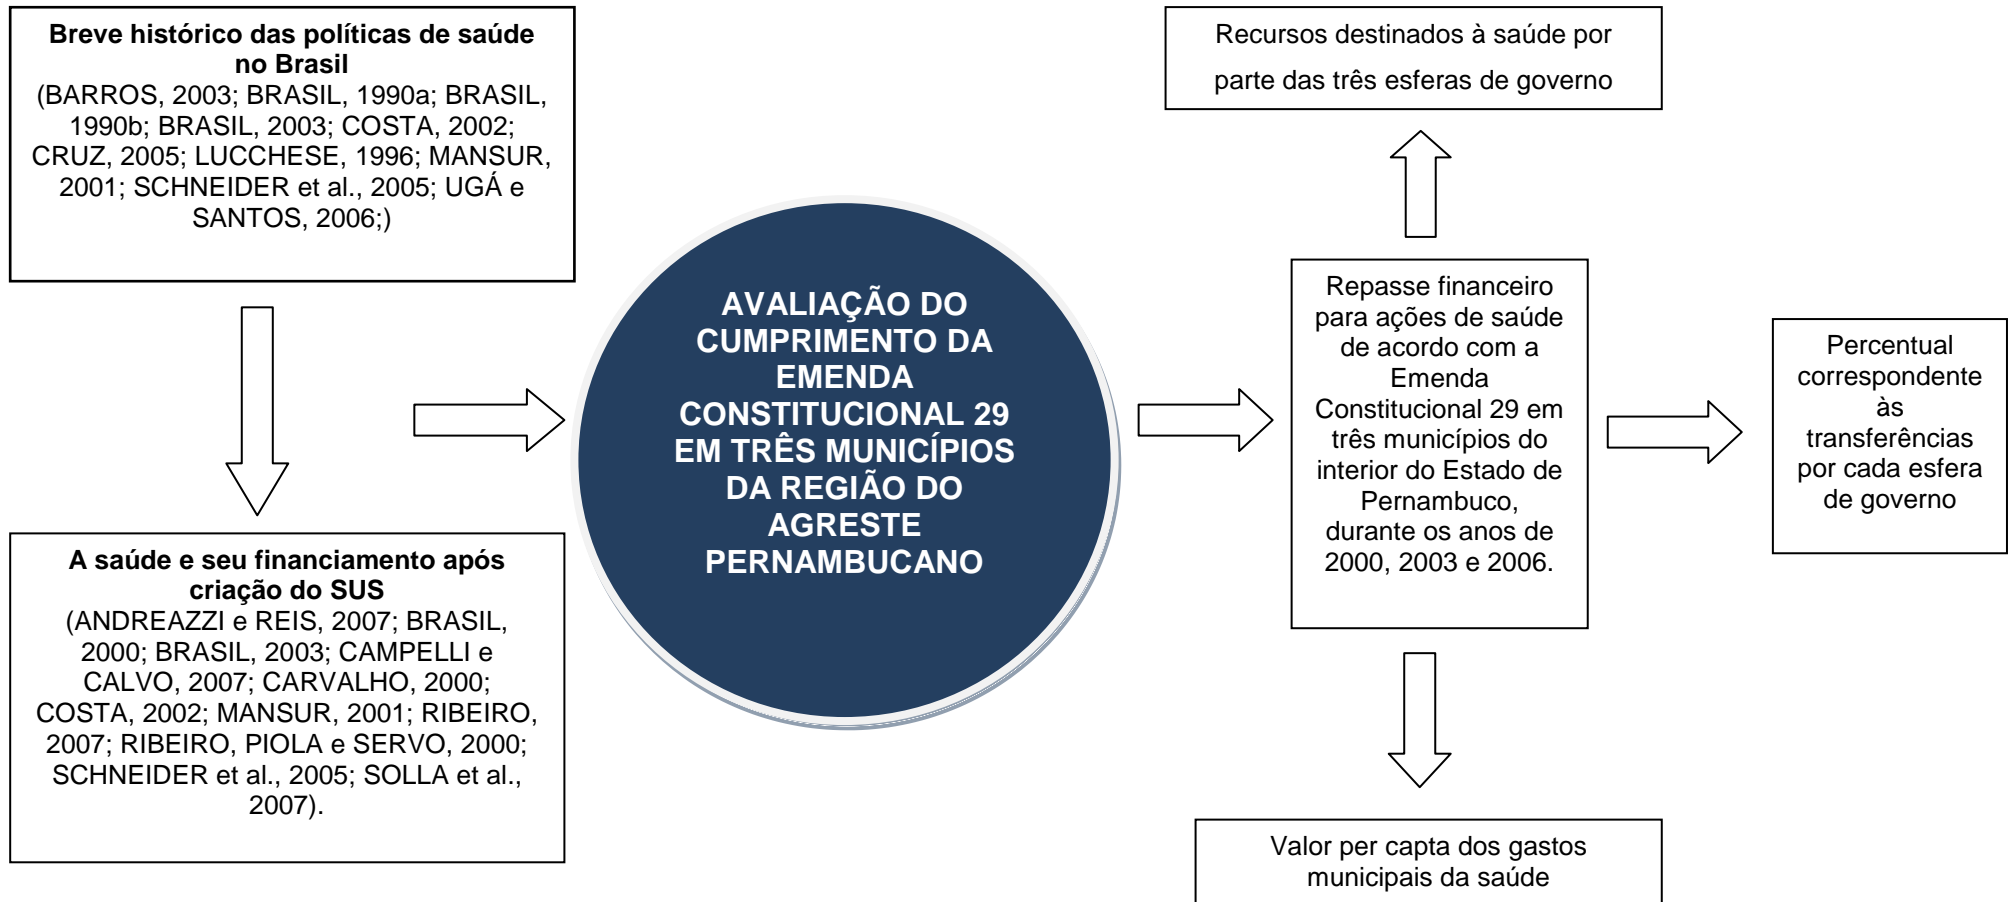 Breve histórico das políticas de saúde
no Brasil
(BARROS, 2003; BRASIL, 1990a; BRASIL,
1990b; BRASIL, 2003; COSTA, 2002;
CRUZ, 2005; LUCCHESE, 1996; MANSUR,
2001; SCHNEIDER et al., 2005; UGÁ e
SANTOS, 2006;)
A saúde e seu financiamento após
criação do SUS
(ANDREAZZI e REIS, 2007; BRASIL,
2000; BRASIL, 2003; CAMPELLI e
CALVO, 2007; CARVALHO, 2000;
COSTA, 2002; MANSUR, 2001; RIBEIRO,
2007; RIBEIRO, PIOLA e SERVO, 2000;
SCHNEIDER et al., 2005; SOLLA et al.,
2007).
AVALIAÇÃO DO
CUMPRIMENTO DA
EMENDA
CONSTITUCIONAL 29
EM TRÊS MUNICÍPIOS
DA REGIÃO DO
AGRESTE
PERNAMBUCANO
Recursos destinados à saúde por
parte das três esferas de governo
Repasse financeiro
para ações de saúde
de acordo com a
Emenda
Constitucional 29 em
três municípios do
interior do Estado de
Pernambuco,
durante os anos de
2000, 2003 e 2006.
Percentual
correspondente
às
transferências
por cada esfera
de governo
Valor per capta dos gastos
municipais da saúde